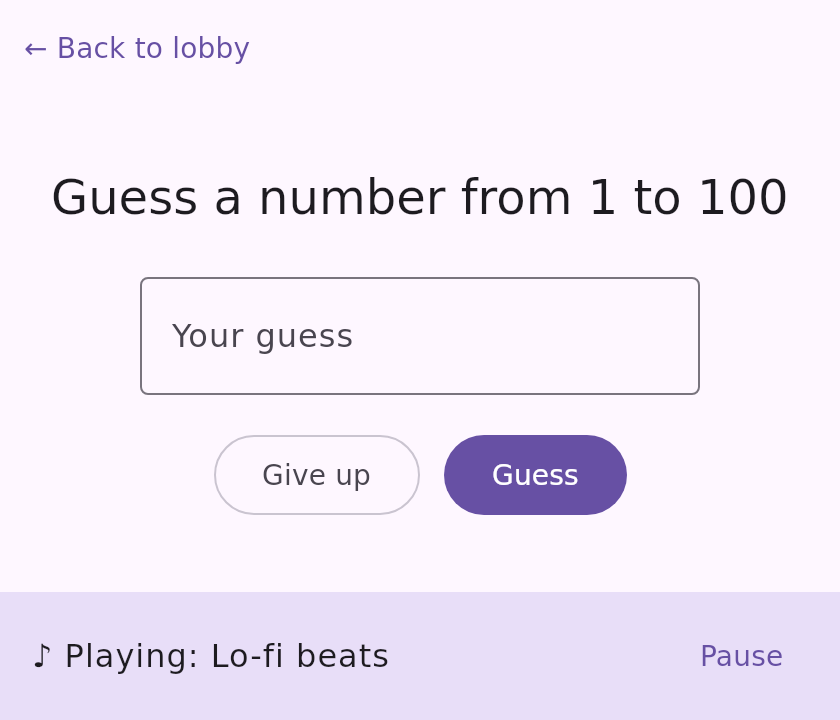 ← Back to lobby
Guess a number from 1 to 100
Your guess
Give up Guess
♪ Playing: Lo-fi beats Pause